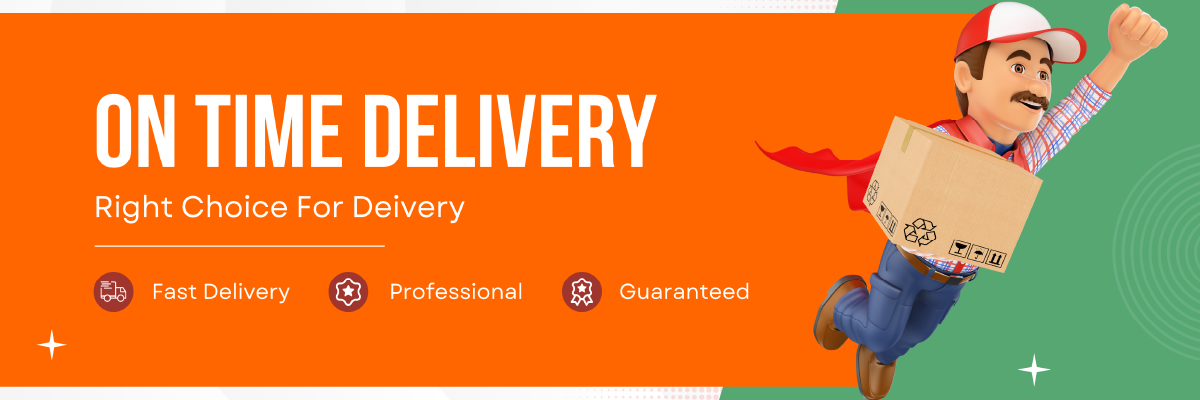 ON TIME DELIVERY
Right Choice For Deivery
Fast Delivery Professional Guaranteed